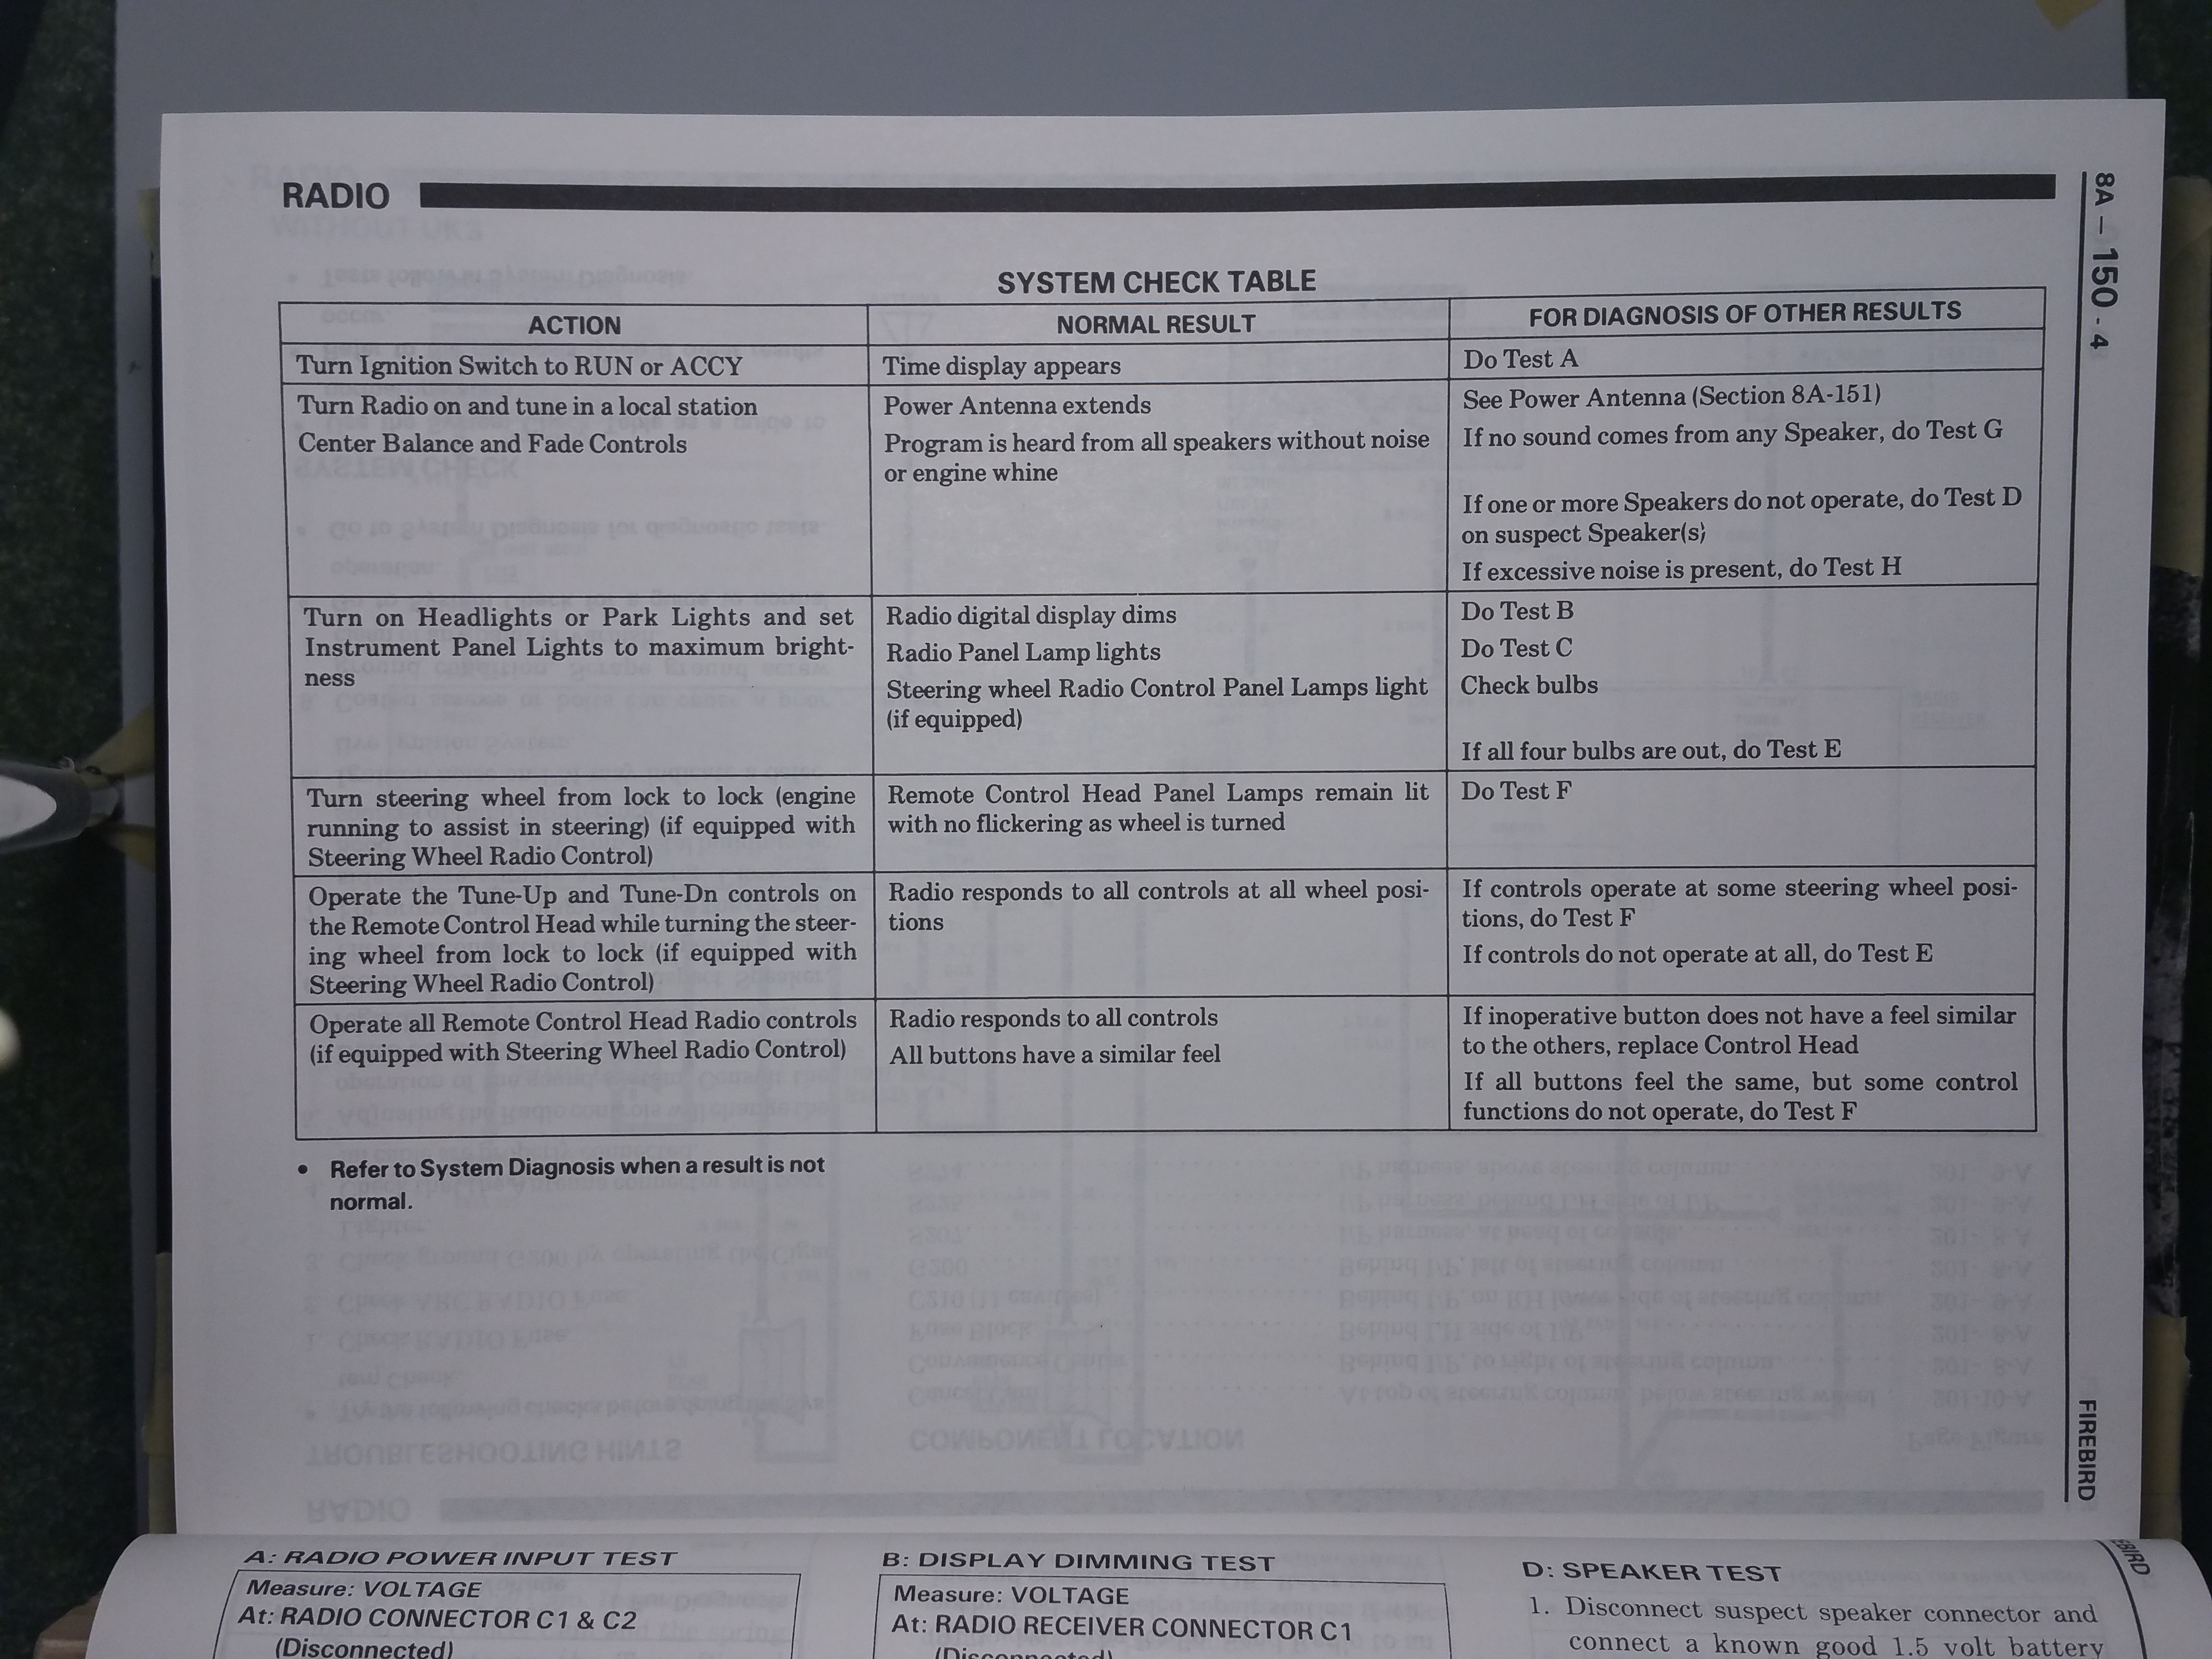 RADIO
8A – 150 - 4
SYSTEM CHECK TABLE
ACTION
NORMAL RESULT
FOR DIAGNOSIS OF OTHER RESULTS
Turn Ignition Switch to RUN or ACCY
Time display appears
Do Test A
Turn Radio on and tune in a local station
Center Balance and Fade Controls
Power Antenna extends
Program is heard from all speakers without noise
or engine whine
See Power Antenna (Section 8A-151)
If no sound comes from any Speaker, do Test G
If one or more Speakers do not operate, do Test D
on suspect Speaker(s)
If excessive noise is present, do Test H
Turn on Headlights or Park Lights and set
Instrument Panel Lights to maximum bright-
ness
Radio digital display dims
Radio Panel Lamp lights
Steering wheel Radio Control Panel Lamps light
(if equipped)
Do Test B
Do Test C
Check bulbs
If all four bulbs are out, do Test E
Turn steering wheel from lock to lock (engine
running to assist in steering) (if equipped with
Steering Wheel Radio Control)
Remote Control Head Panel Lamps remain lit
with no flickering as wheel is turned
Do Test F
Operate the Tune-Up and Tune-Dn controls on
the Remote Control Head while turning the steer-
ing wheel from lock to lock (if equipped with
Steering Wheel Radio Control)
Radio responds to all controls at all wheel posi-
tions
If controls operate at some steering wheel posi-
tions, do Test F
If controls do not operate at all, do Test E
Operate all Remote Control Head Radio controls
(if equipped with Steering Wheel Radio Control)
Radio responds to all controls
All buttons have a similar feel
If inoperative button does not have a feel similar
to the others, replace Control Head
If all buttons feel the same, but some control
functions do not operate, do Test F
• Refer to System Diagnosis when a result is not
normal.
FIREBIRD
A: RADIO POWER INPUT TEST
Measure: VOLTAGE
At: RADIO CONNECTOR C1 & C2
(Disconnected)
B: DISPLAY DIMMING TEST
Measure: VOLTAGE
At: RADIO RECEIVER CONNECTOR C1
(Disconnected)
D: SPEAKER TEST
1. Disconnect suspect speaker connector and
connect a known good 1.5 volt battery